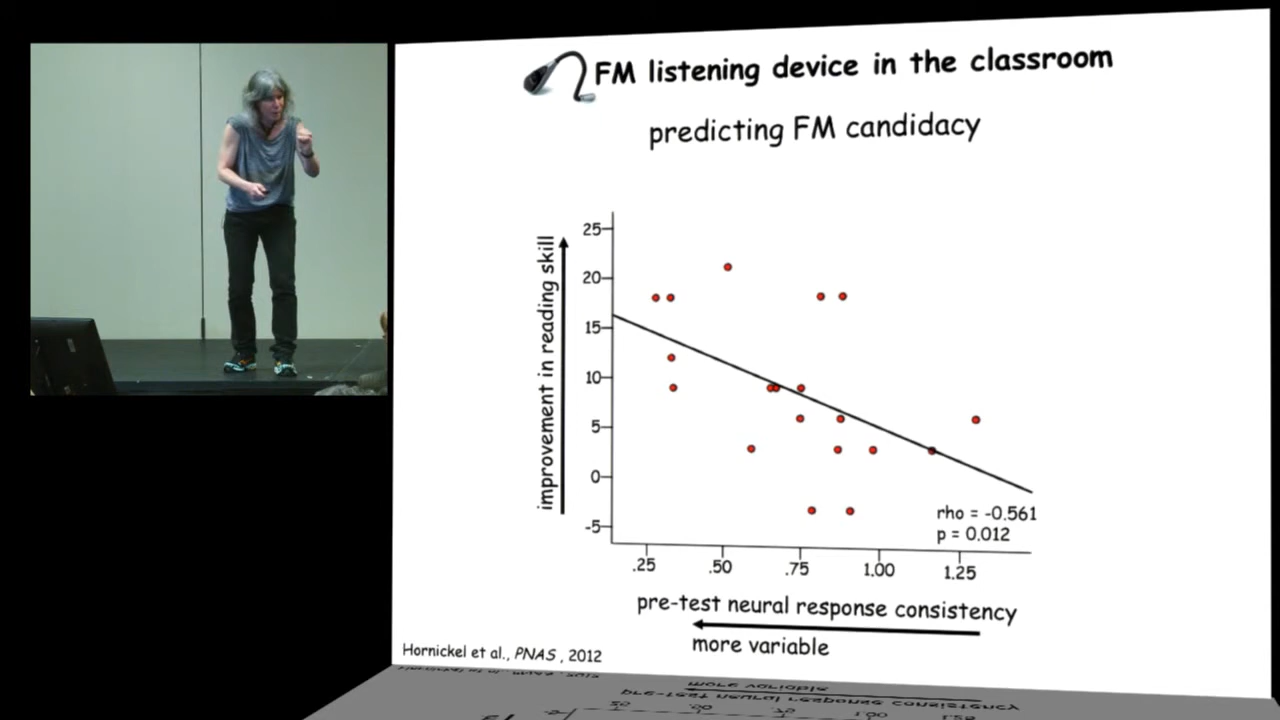 FM listening device in the classroom
predicting FM candidacy
improvement in reading skill
25
20
15
10
5
0
-5
rho = -0.561
p = 0.012
.25
.50
.75
1.00
1.25
pre-test neural response consistency
more variable
Hornickel et al., PNAS , 2012